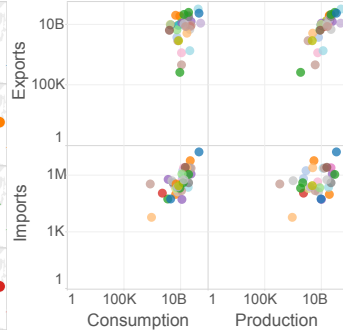 Exports
10B
100K
1
Imports
1M
1K
1
1 100K 10B 1 100K 10B
Consumption Production